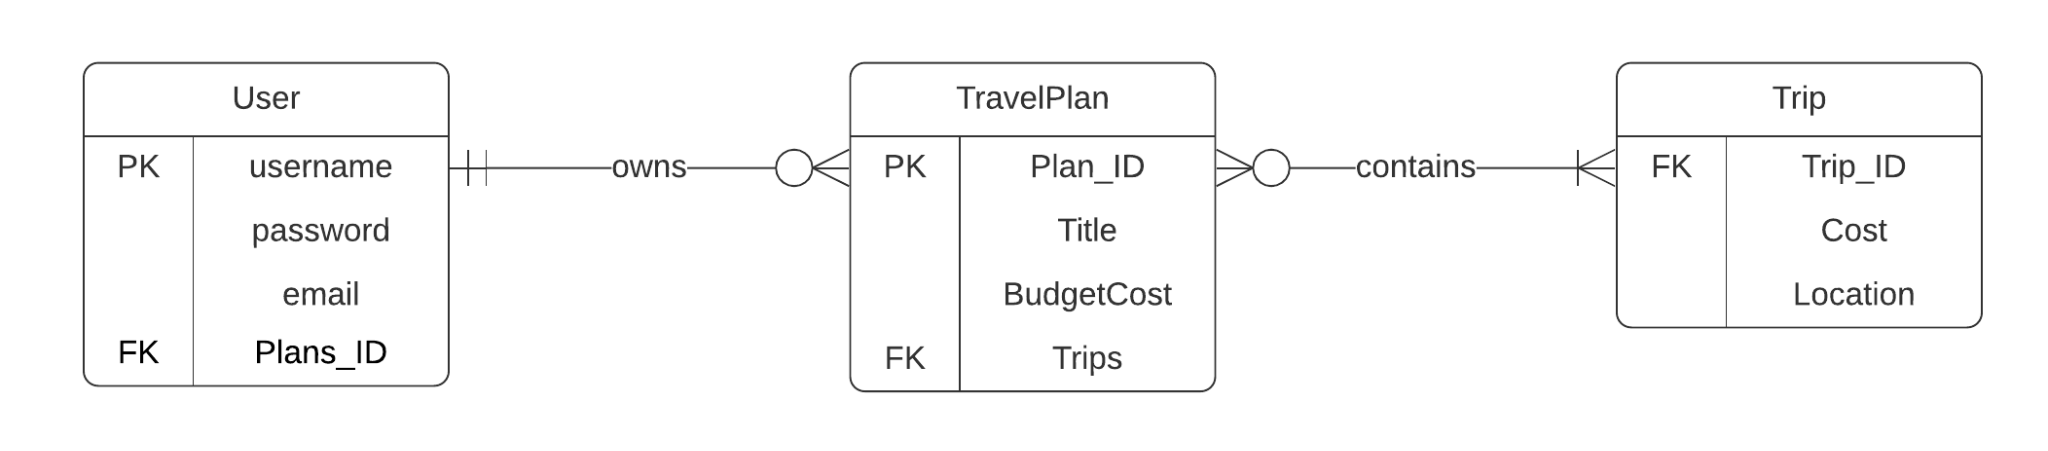 User
PK username
password
email
FK Plans_ID
owns
TravelPlan
PK Plan_ID
Title
BudgetCost
FK Trips
contains
Trip
FK Trip_ID
Cost
Location